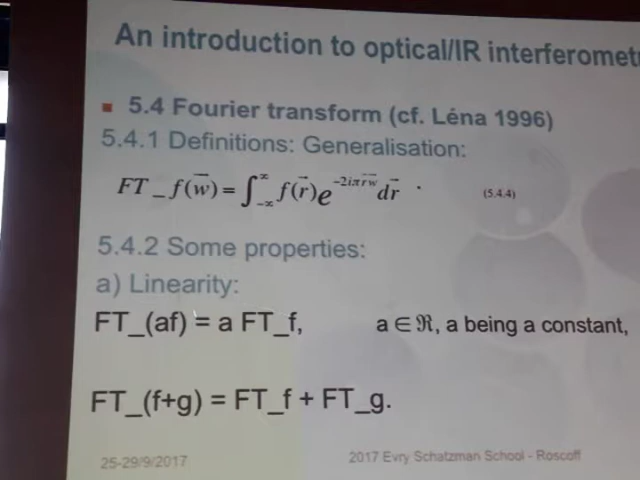 An introduction to optical/IR interferomet
5.4 Fourier transform (cf. Léna 1996)
5.4.1 Definitions: Generalisation:
FT_f(w⃗) = ∫_{-∞}^{∞} f(r⃗)e^{-2iπr⃗w⃗} dr⃗ . (5.4.4)
5.4.2 Some properties:
a) Linearity:
FT_(af) = a FT_f, a ∈ ℜ, a being a constant,
FT_(f+g) = FT_f + FT_g.
25-29/9/2017 2017 Evry Schatzman School - Roscoff